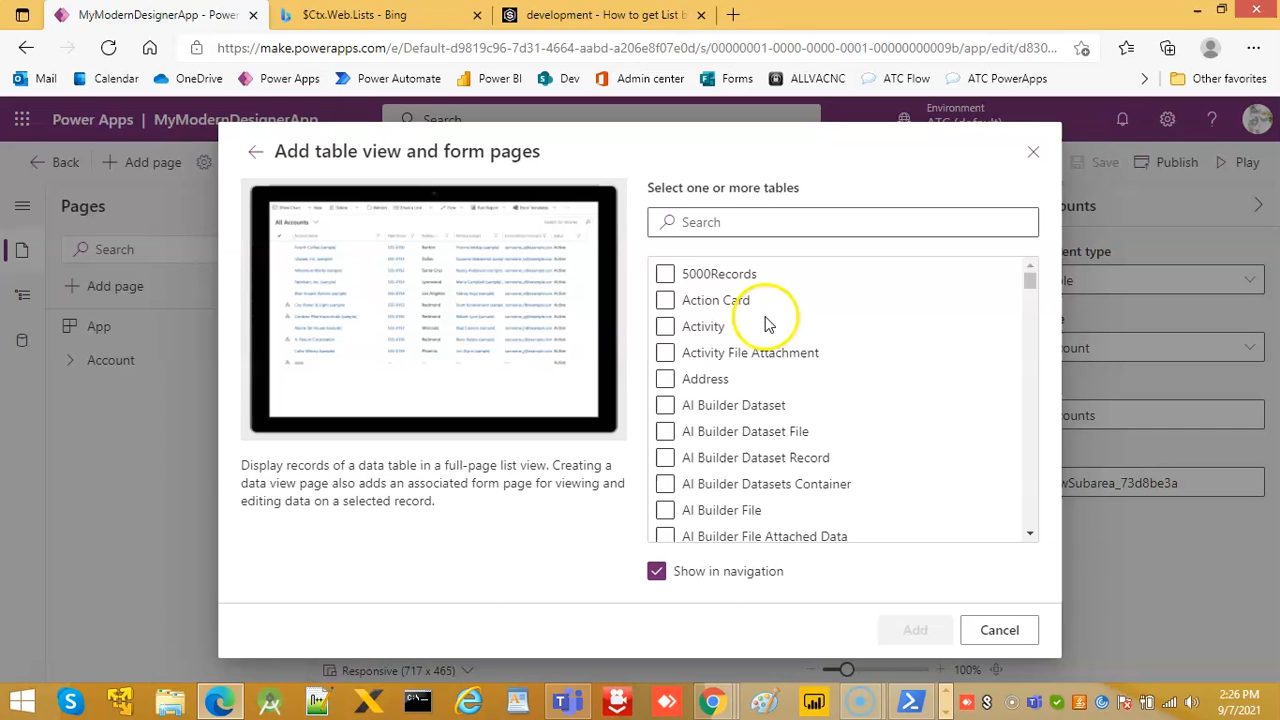 MyModernDesignerApp - Power
$Ctx.Web.Lists - Bing
development - How to get List b
https://make.powerapps.com/e/Default-d9819c96-7d31-4664-aabd-a206e8f07e0d/s/00000001-0000-0000-0001-00000000009b/app/edit/d830...
Mail
Calendar
OneDrive
Power Apps
Power Automate
Power BI
Dev
Admin center
Forms
ALLVACNC
ATC Flow
ATC PowerApps
Other favorites
Power Apps | MyModernDesignerApp
Search
Environment
ATG (default)
Back
Add page
Save
Publish
Play
Pages
Add page
App
Add table view and form pages
All Accounts
Display records of a data table in a full-page list view. Creating a
data view page also adds an associated form page for viewing and
editing data on a selected record.
Select one or more tables
Search
5000Records
Action
Activity
Activity
Address
AI Builder Dataset
AI Builder Dataset File
AI Builder Dataset Record
AI Builder Datasets Container
AI Builder File
AI Builder File Attached Data
Show in navigation
Add
Cancel
counts
wSubarea_73d8be3a
Responsive (717 x 465)
100%
2:26 PM
9/7/2021